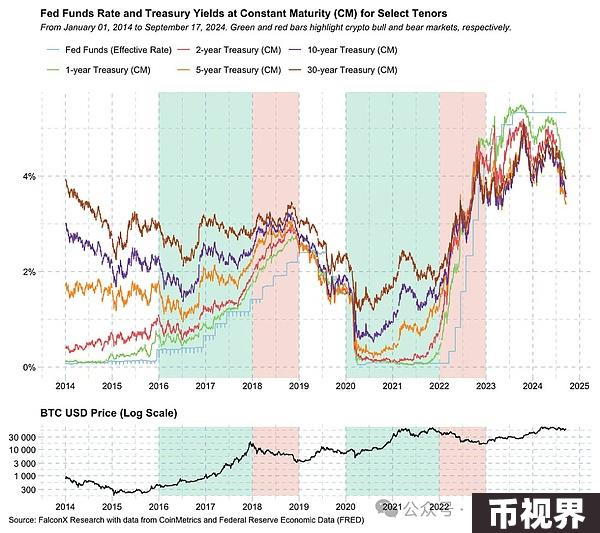 Fed Funds Rate and Treasury Yields at Constant Maturity (CM) for Select Tenors
From January 01, 2014 to September 17, 2024. Green and red bars highlight crypto bull and bear markets, respectively.
Fed Funds (Effective Rate) 2-year Treasury (CM) 10-year Treasury (CM)
1-year Treasury (CM) 5-year Treasury (CM) 30-year Treasury (CM)
4%
2%
0%
2014 2015 2016 2017 2018 2019 2020 2021 2022 2023 2024 2025
BTC USD Price (Log Scale)
30 000
10 000
3 000
1 000
300
2014 2015 2016 2017 2018 2019 2020 2021 2022 2023 2024 2025
公众号 ·
币视界
Source: FalconX Research with data from CoinMetrics and Federal Reserve Economic Data (FRED)